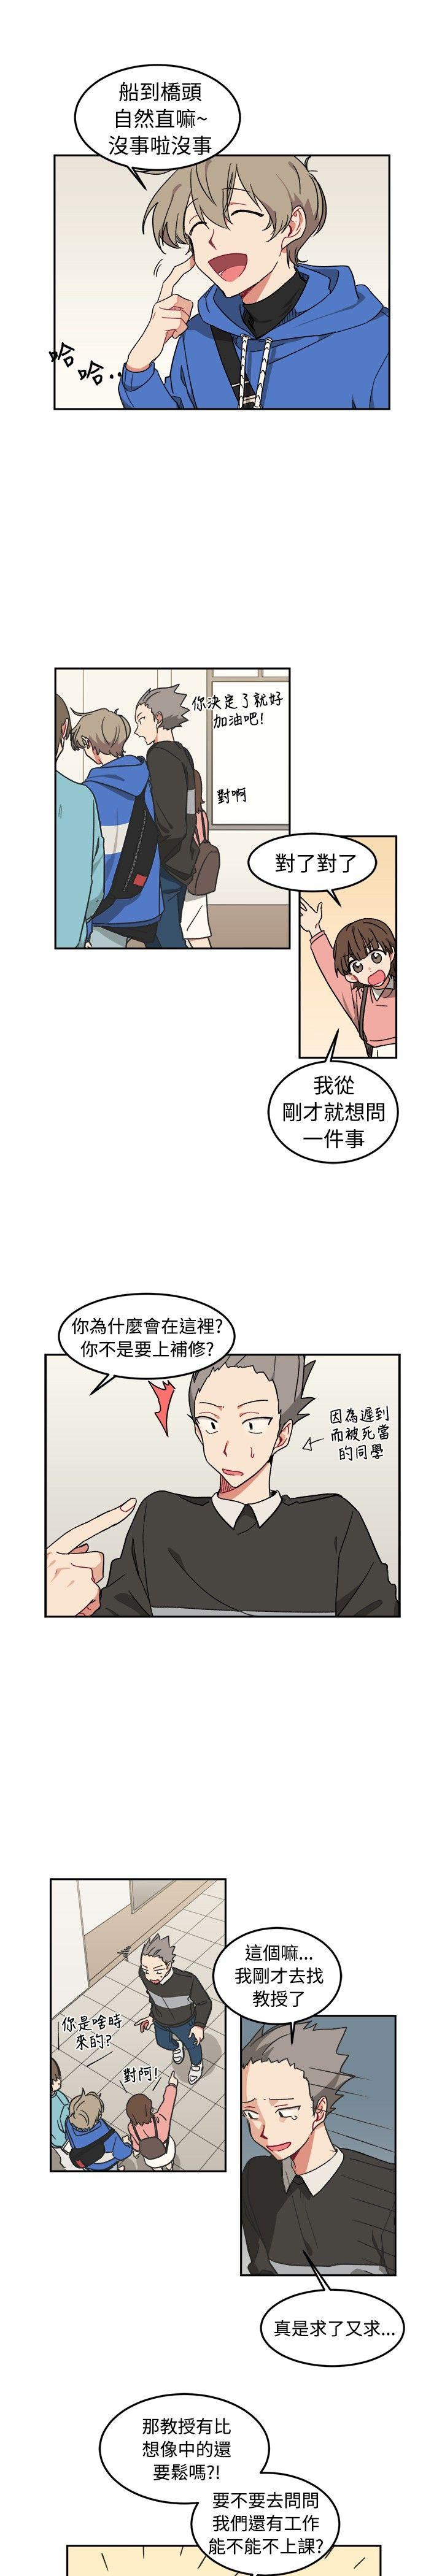 船到橋頭
自然直嘛~
沒事啦沒事
哈
哈..
你決定了就好
加油吧!
對啊
對了對了
我從
剛才就想問
一件事
你為什麼會在這裡?
你不是要上補修?
因為遲到
而被死當
的同學
這個嘛...
我剛才去找
教授了
你是啥時
來的?
對阿!
真是求了又求...
那教授有比
想像中的還
要鬆嗎?!
要不要去問問
我們還有工作
能不能不上課?